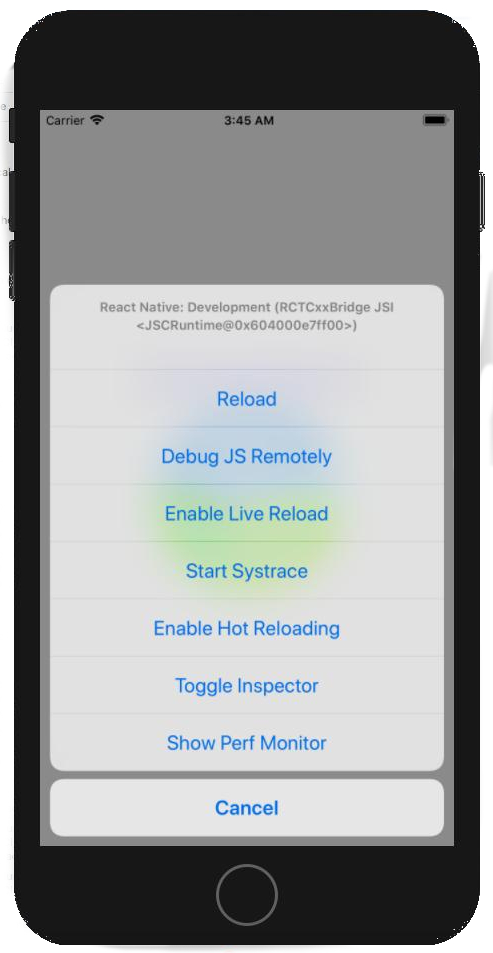 Carrier 3:45 AM
React Native: Development (RCTCxxBridge JSI
<JSCRuntime@0x604000e7ff00>)
Reload
Debug JS Remotely
Enable Live Reload
Start Systrace
Enable Hot Reloading
Toggle Inspector
Show Perf Monitor
Cancel